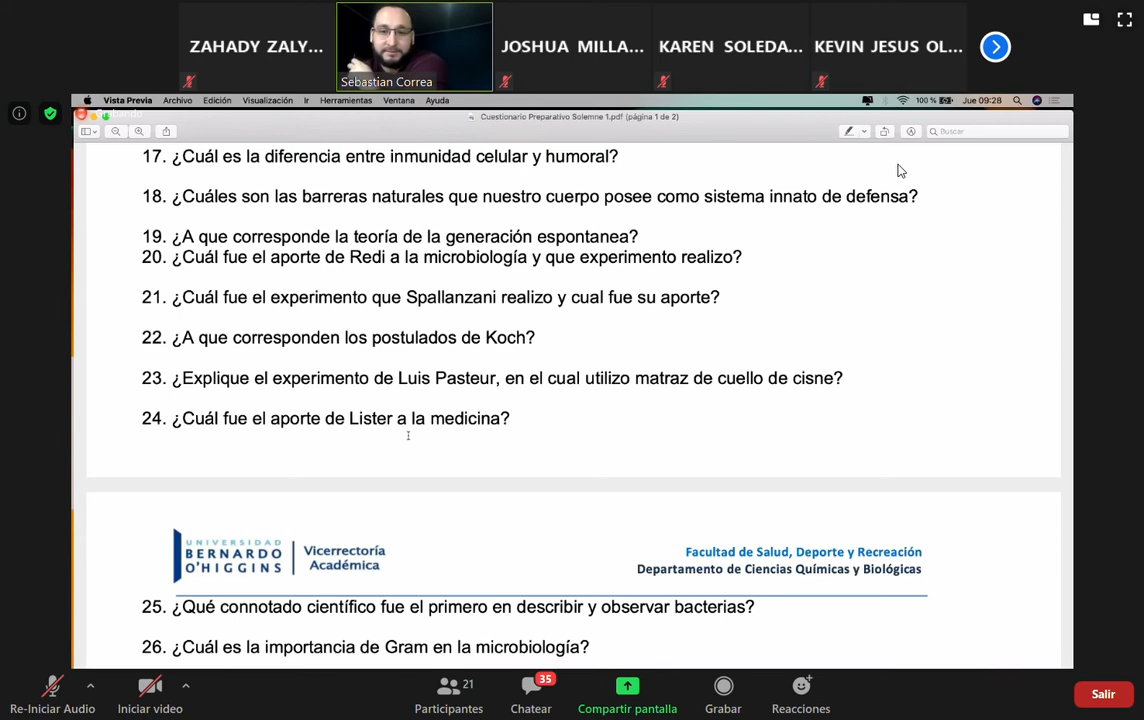 ZAHADY ZALY...
Sebastian Correa
JOSHUA MILLA...
KAREN SOLEDA...
KEVIN JESUS OL...
Vista Previa Archivo Edición Visualización Ir Herramientas Ventana Ayuda
100 % Jue 09:28
Cuestionario Preparativo Solemne 1.pdf (página 1 de 2)
Buscar
17. ¿Cuál es la diferencia entre inmunidad celular y humoral?
18. ¿Cuáles son las barreras naturales que nuestro cuerpo posee como sistema innato de defensa?
19. ¿A que corresponde la teoría de la generación espontanea?
20. ¿Cuál fue el aporte de Redi a la microbiología y que experimento realizo?
21. ¿Cuál fue el experimento que Spallanzani realizo y cual fue su aporte?
22. ¿A que corresponden los postulados de Koch?
23. ¿Explique el experimento de Luis Pasteur, en el cual utilizo matraz de cuello de cisne?
24. ¿Cuál fue el aporte de Lister a la medicina?
UNIVERSIDAD
BERNARDO
O'HIGGINS
Vicerrectoría
Académica
Facultad de Salud, Deporte y Recreación
Departamento de Ciencias Químicas y Biológicas
25. ¿Qué connotado científico fue el primero en describir y observar bacterias?
26. ¿Cuál es la importancia de Gram en la microbiología?
Re-Iniciar Audio
Iniciar video
21
Participantes
35
Chatear
Compartir pantalla
Grabar
Reacciones
Salir